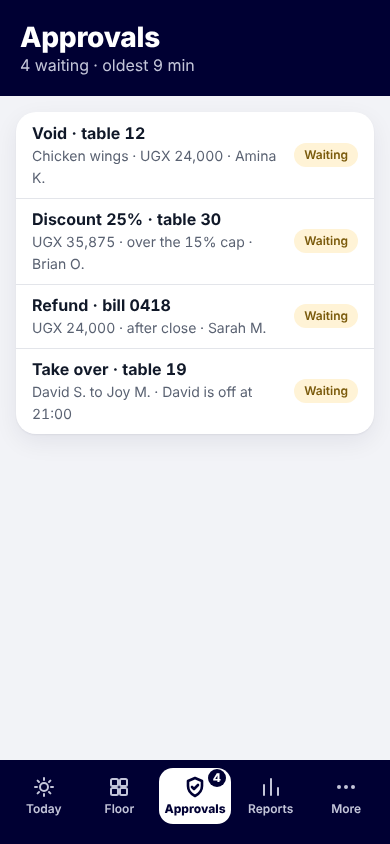 Approvals
4 waiting · oldest 9 min
Void · table 12
Chicken wings · UGX 24,000 · Amina
K.
Waiting
Discount 25% · table 30
UGX 35,875 · over the 15% cap ·
Brian O.
Waiting
Refund · bill 0418
UGX 24,000 · after close · Sarah M.
Waiting
Take over · table 19
David S. to Joy M. · David is off at
21:00
Waiting
4
Today
Floor
Approvals
Reports
More